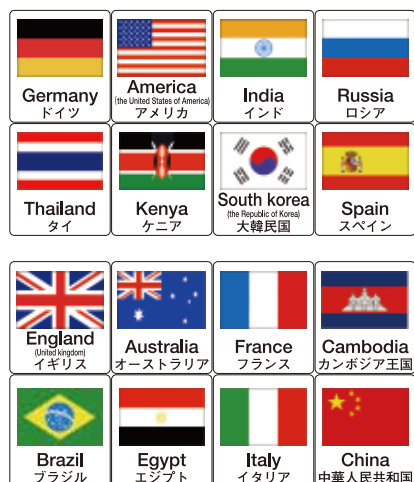 Germany
ドイツ
America
(the United States of America)
アメリカ
India
インド
Russia
ロシア
Thailand
タイ
Kenya
ケニア
South korea
(the Republic of Korea)
大韓民国
Spain
スペイン
England
(United kingdom)
イギリス
Australia
オーストラリア
France
フランス
Cambodia
カンボジア王国
Brazil
ブラジル
Egypt
エジプト
Italy
イタリア
China
中華人民共和国